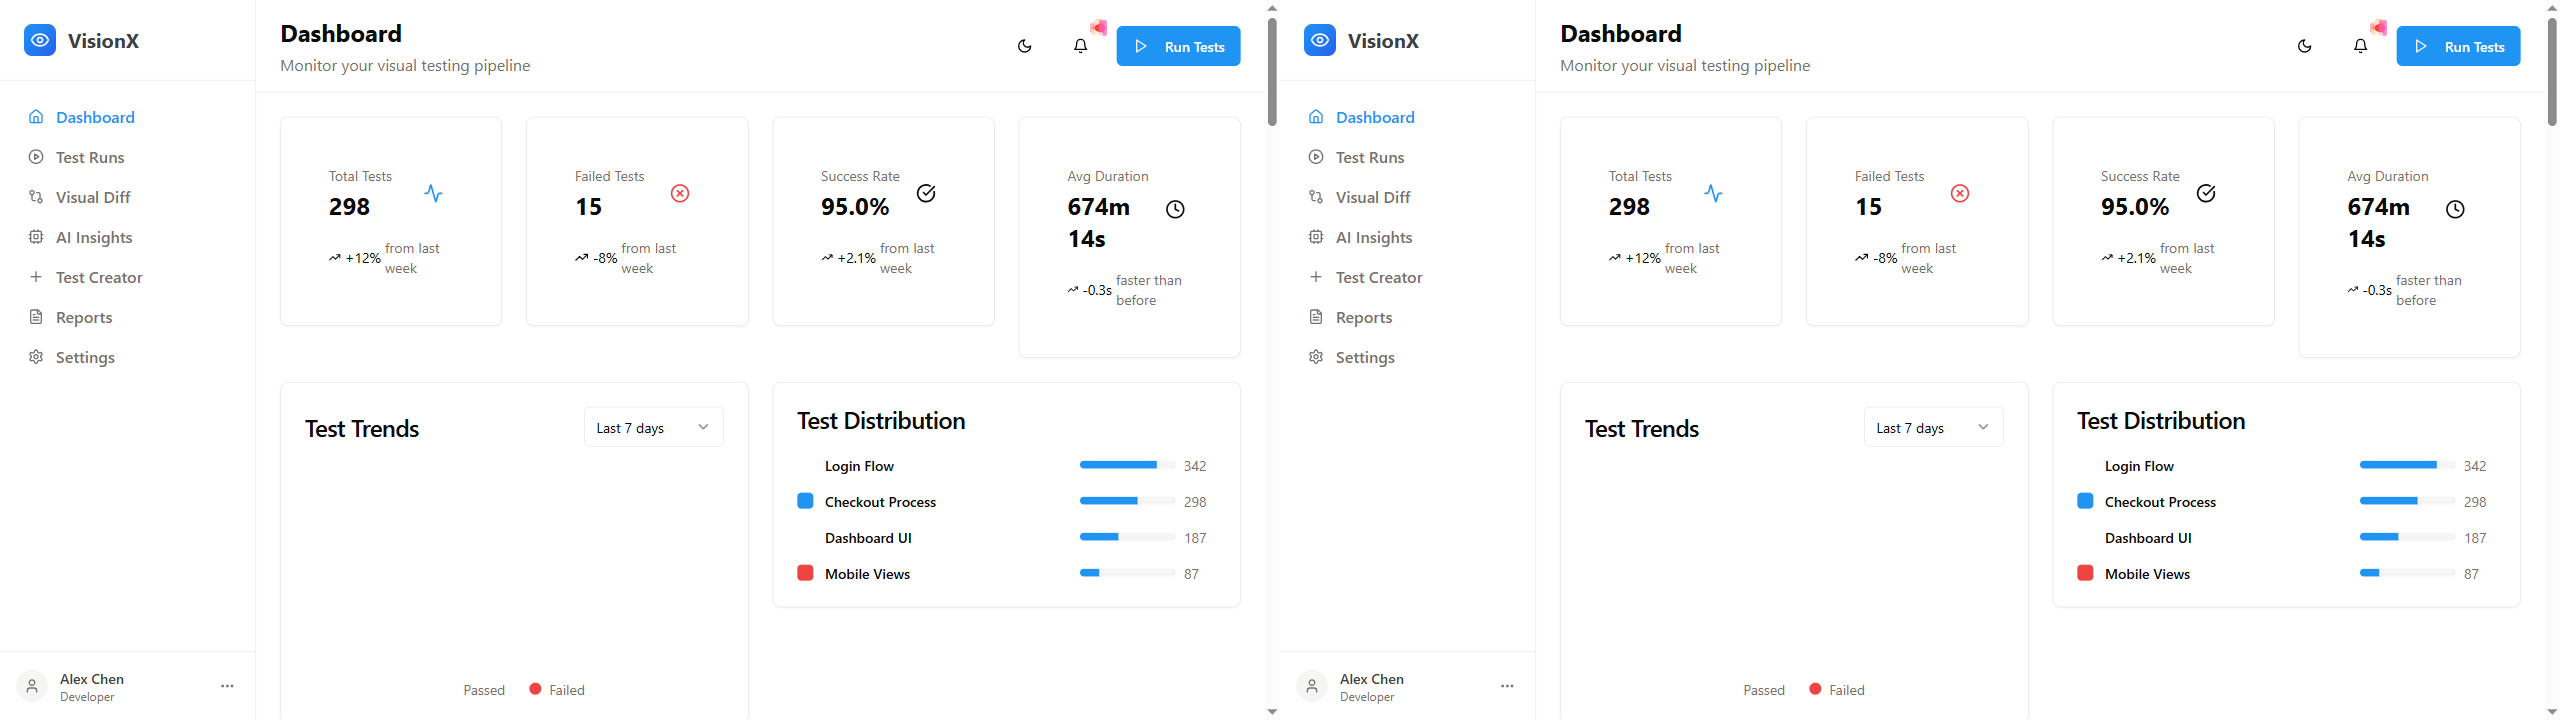 VisionX
Dashboard
Test Runs
Visual Diff
AI Insights
Test Creator
Reports
Settings
Alex Chen
Developer
Dashboard
Monitor your visual testing pipeline
Run Tests
Total Tests
298
+12% from last
week
Failed Tests
15
-8% from last
week
Success Rate
95.0%
+2.1% from last
week
Avg Duration
674m
14s
-0.3s faster than
before
Test Trends
Last 7 days
Passed
Failed
Test Distribution
Login Flow 342
Checkout Process 298
Dashboard UI 187
Mobile Views 87
VisionX
Dashboard
Test Runs
Visual Diff
AI Insights
Test Creator
Reports
Settings
Alex Chen
Developer
Dashboard
Monitor your visual testing pipeline
Run Tests
Total Tests
298
+12% from last
week
Failed Tests
15
-8% from last
week
Success Rate
95.0%
+2.1% from last
week
Avg Duration
674m
14s
-0.3s faster than
before
Test Trends
Last 7 days
Passed
Failed
Test Distribution
Login Flow 342
Checkout Process 298
Dashboard UI 187
Mobile Views 87